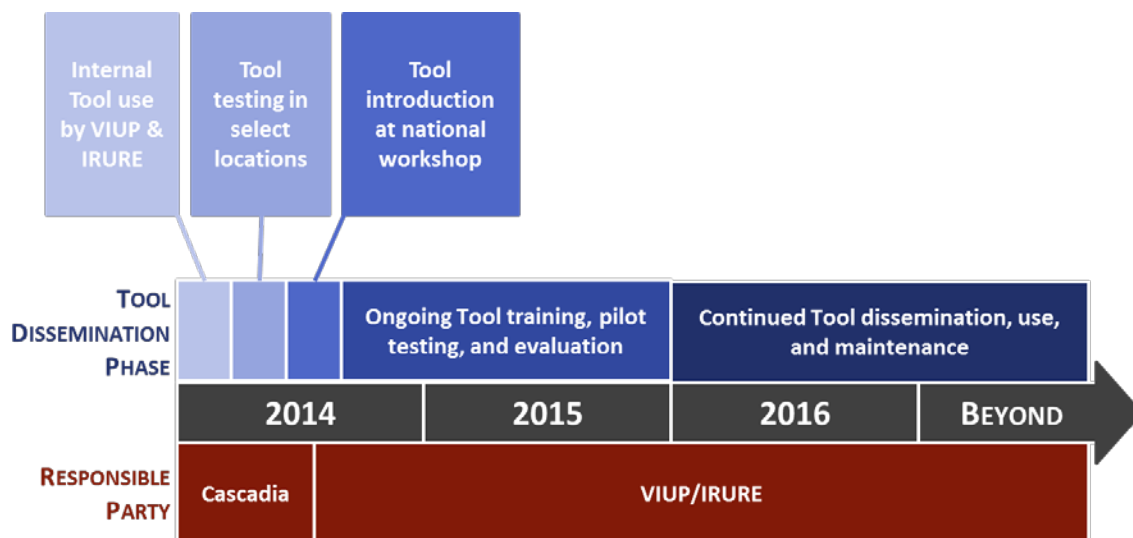 Internal
Tool use
by VIUP &
IRURE
Tool
testing in
select
locations
Tool
introduction
at national
workshop
TOOL
DISSEMINATION
PHASE
Ongoing Tool training, pilot
testing, and evaluation
Continued Tool dissemination, use,
and maintenance
2014
2015
2016
BEYOND
RESPONSIBLE
PARTY
Cascadia
VIUP/IRURE